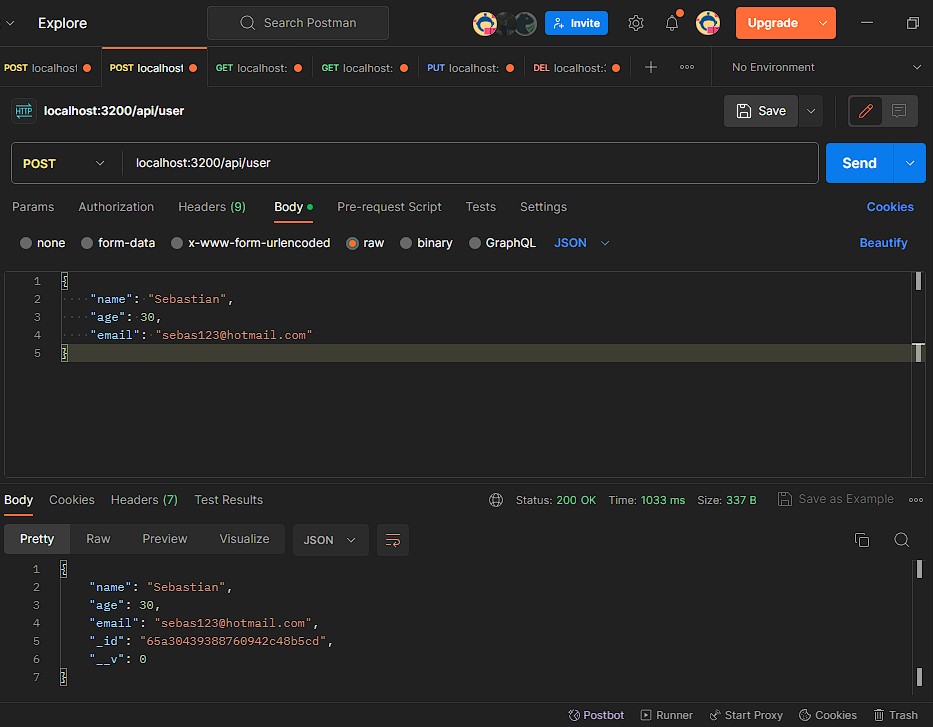 Explore
Search Postman
Invite
Upgrade
POST localhost
POST localhost
GET localhost:
GET localhost:
PUT localhost:
DEL localhost:
No Environment
HTTP
localhost:3200/api/user
Save
POST
localhost:3200/api/user
Send
Params
Authorization
Headers (9)
Body
Pre-request Script
Tests
Settings
Cookies
none
form-data
x-www-form-urlencoded
raw
binary
GraphQL
JSON
Beautify
1 {
2 ····"name":·"Sebastian",
3 ····"age":·30,
4 ····"email":·"sebas123@hotmail.com"
5 }
Body
Cookies
Headers (7)
Test Results
Status: 200 OK
Time: 1033 ms
Size: 337 B
Save as Example
Pretty
Raw
Preview
Visualize
JSON
1 {
2 "name": "Sebastian",
3 "age": 30,
4 "email": "sebas123@hotmail.com",
5 "_id": "65a30439388760942c48b5cd",
6 "__v": 0
7 }
Postbot
Runner
Start Proxy
Cookies
Trash